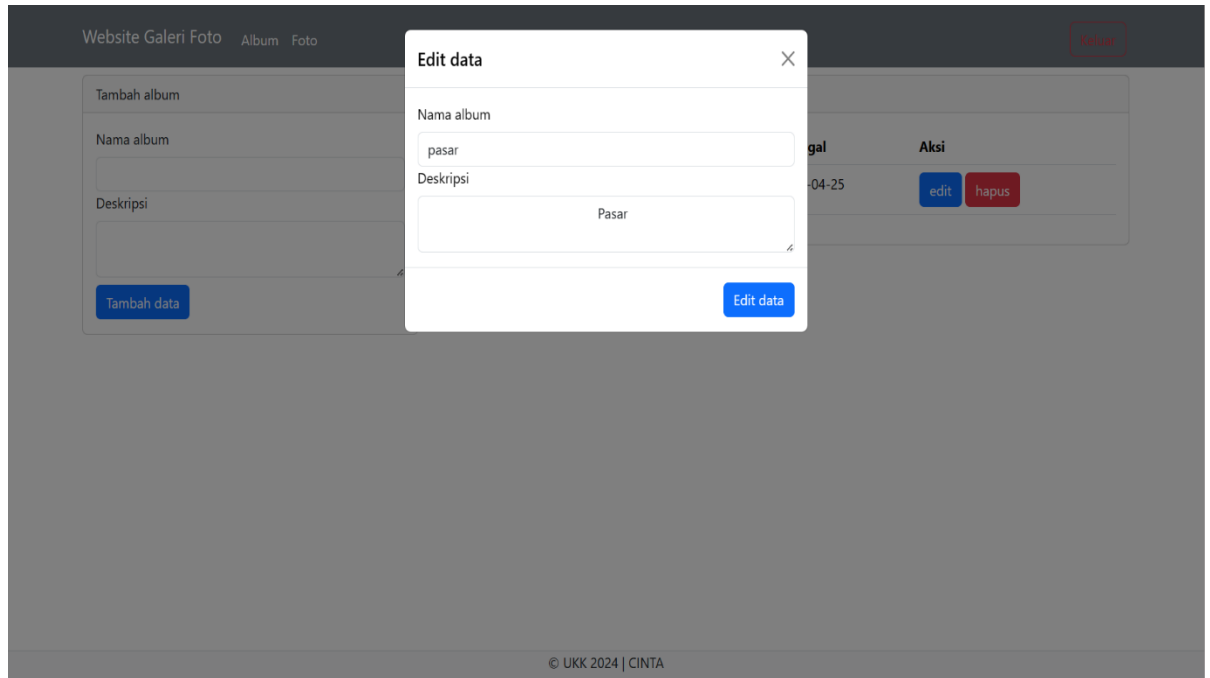 Website Galeri Foto Album Foto Keluar
Tambah album
Nama album
Deskripsi
Tambah data
Edit data
Nama album
pasar
Deskripsi
Pasar
Edit data
gal Aksi
-04-25 edit hapus
© UKK 2024 | CINTA